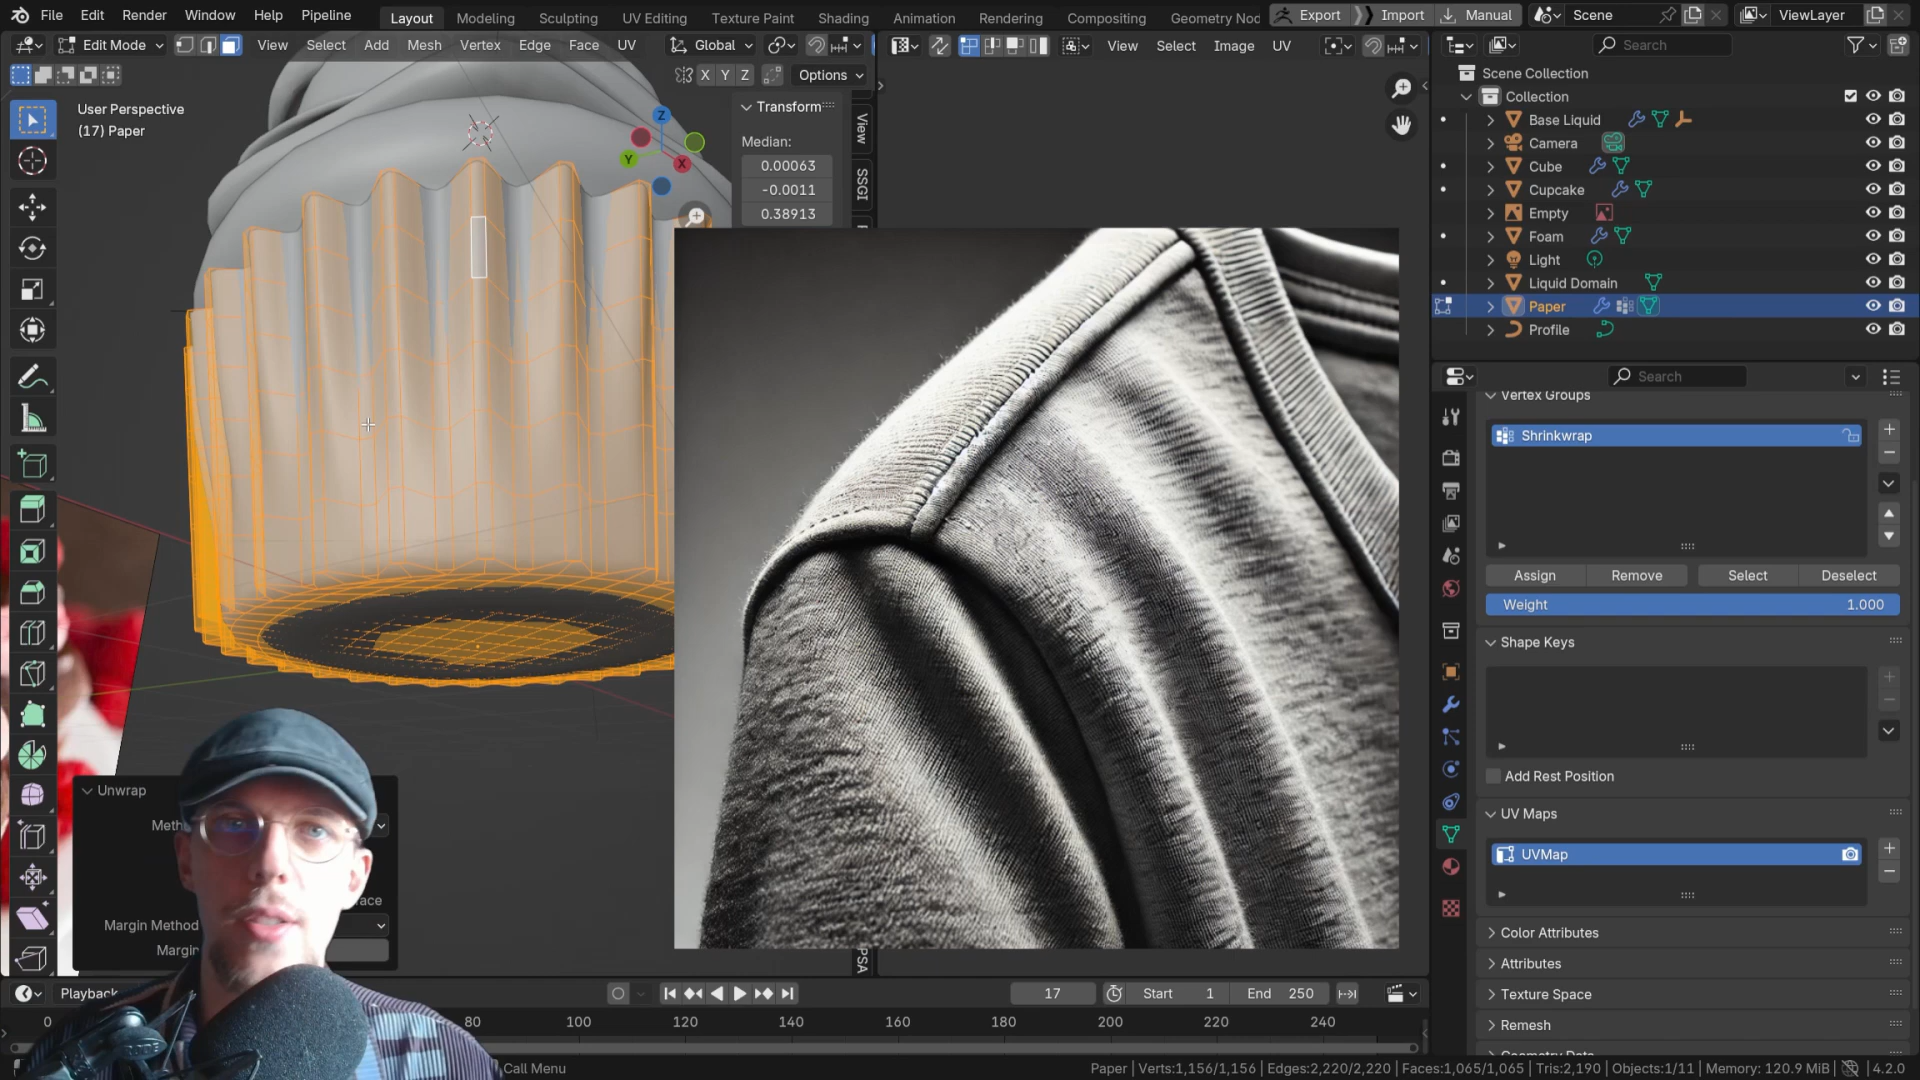 File Edit Render Window Help Pipeline
Layout Modeling Sculpting UV Editing Texture Paint Shading Animation Rendering Compositing Geometry Nod
Export Import Manual Scene ViewLayer
Edit Mode View Select Add Mesh Vertex Edge Face UV Global
View Select Image UV
Search
X Y Z Options
User Perspective
(17) Paper
Transform
Median:
0.00063
-0.0011
0.38913
View
SSGI
Z
Y
X
Scene Collection
Collection
Base Liquid
Camera
Cube
Cupcake
Empty
Foam
Light
Liquid Domain
Paper
Profile
Search
Vertex Groups
Shrinkwrap
Assign Remove Select Deselect
Weight 1.000
Shape Keys
Add Rest Position
UV Maps
UVMap
Color Attributes
Attributes
Texture Space
Remesh
Geometry Data
Unwrap
Margin Method
Margin
PSA
Playback
17 Start 1 End 250
0 80 100 120 140 160 180 200 220 240
Call Menu
Paper | Verts:1,156/1,156 | Edges:2,220/2,220 | Faces:1,065/1,065 | Tris:2,190 | Objects:1/11 | Memory: 120.9 MiB | 4.2.0